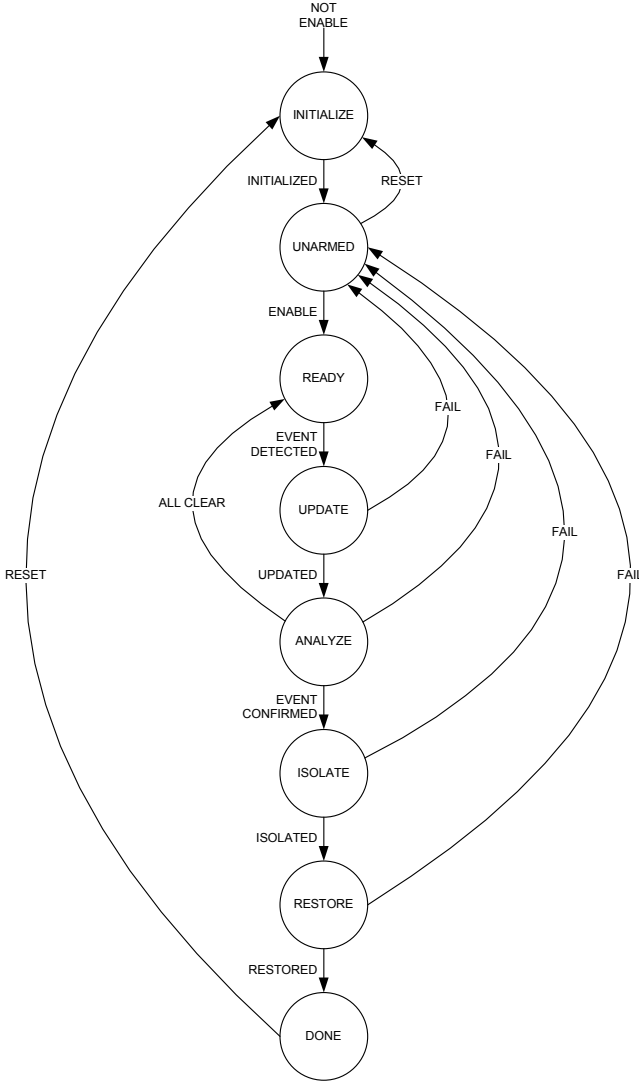 NOT
ENABLE
INITIALIZE
INITIALIZED
RESET
UNARMED
ENABLE
READY
FAIL
EVENT
DETECTED
FAIL
ALL CLEAR
UPDATE
FAIL
RESET
UPDATED
FAIL
ANALYZE
EVENT
CONFIRMED
ISOLATE
ISOLATED
RESTORE
RESTORED
DONE